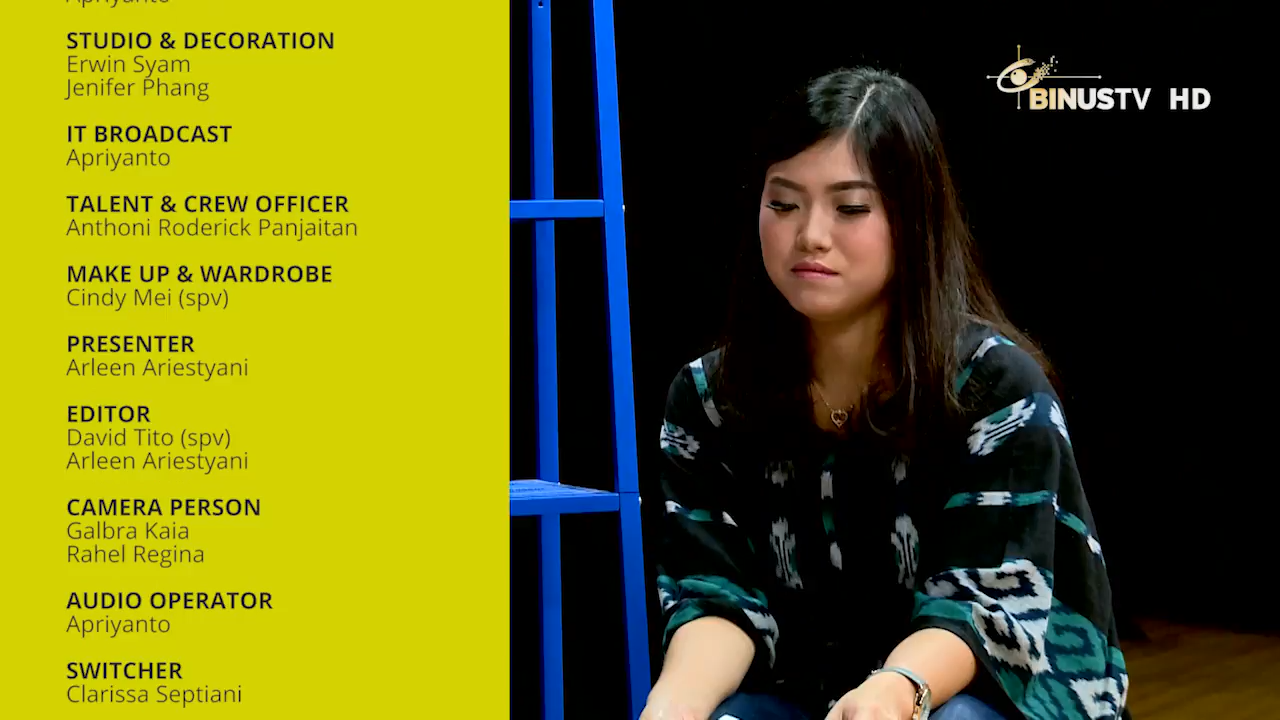 STUDIO & DECORATION
Erwin Syam
Jenifer Phang
IT BROADCAST
Apriyanto
TALENT & CREW OFFICER
Anthoni Roderick Panjaitan
MAKE UP & WARDROBE
Cindy Mei (spv)
PRESENTER
Arleen Ariestyani
EDITOR
David Tito (spv)
Arleen Ariestyani
CAMERA PERSON
Galbra Kaia
Rahel Regina
AUDIO OPERATOR
Apriyanto
SWITCHER
Clarissa Septiani
BINUSTV HD